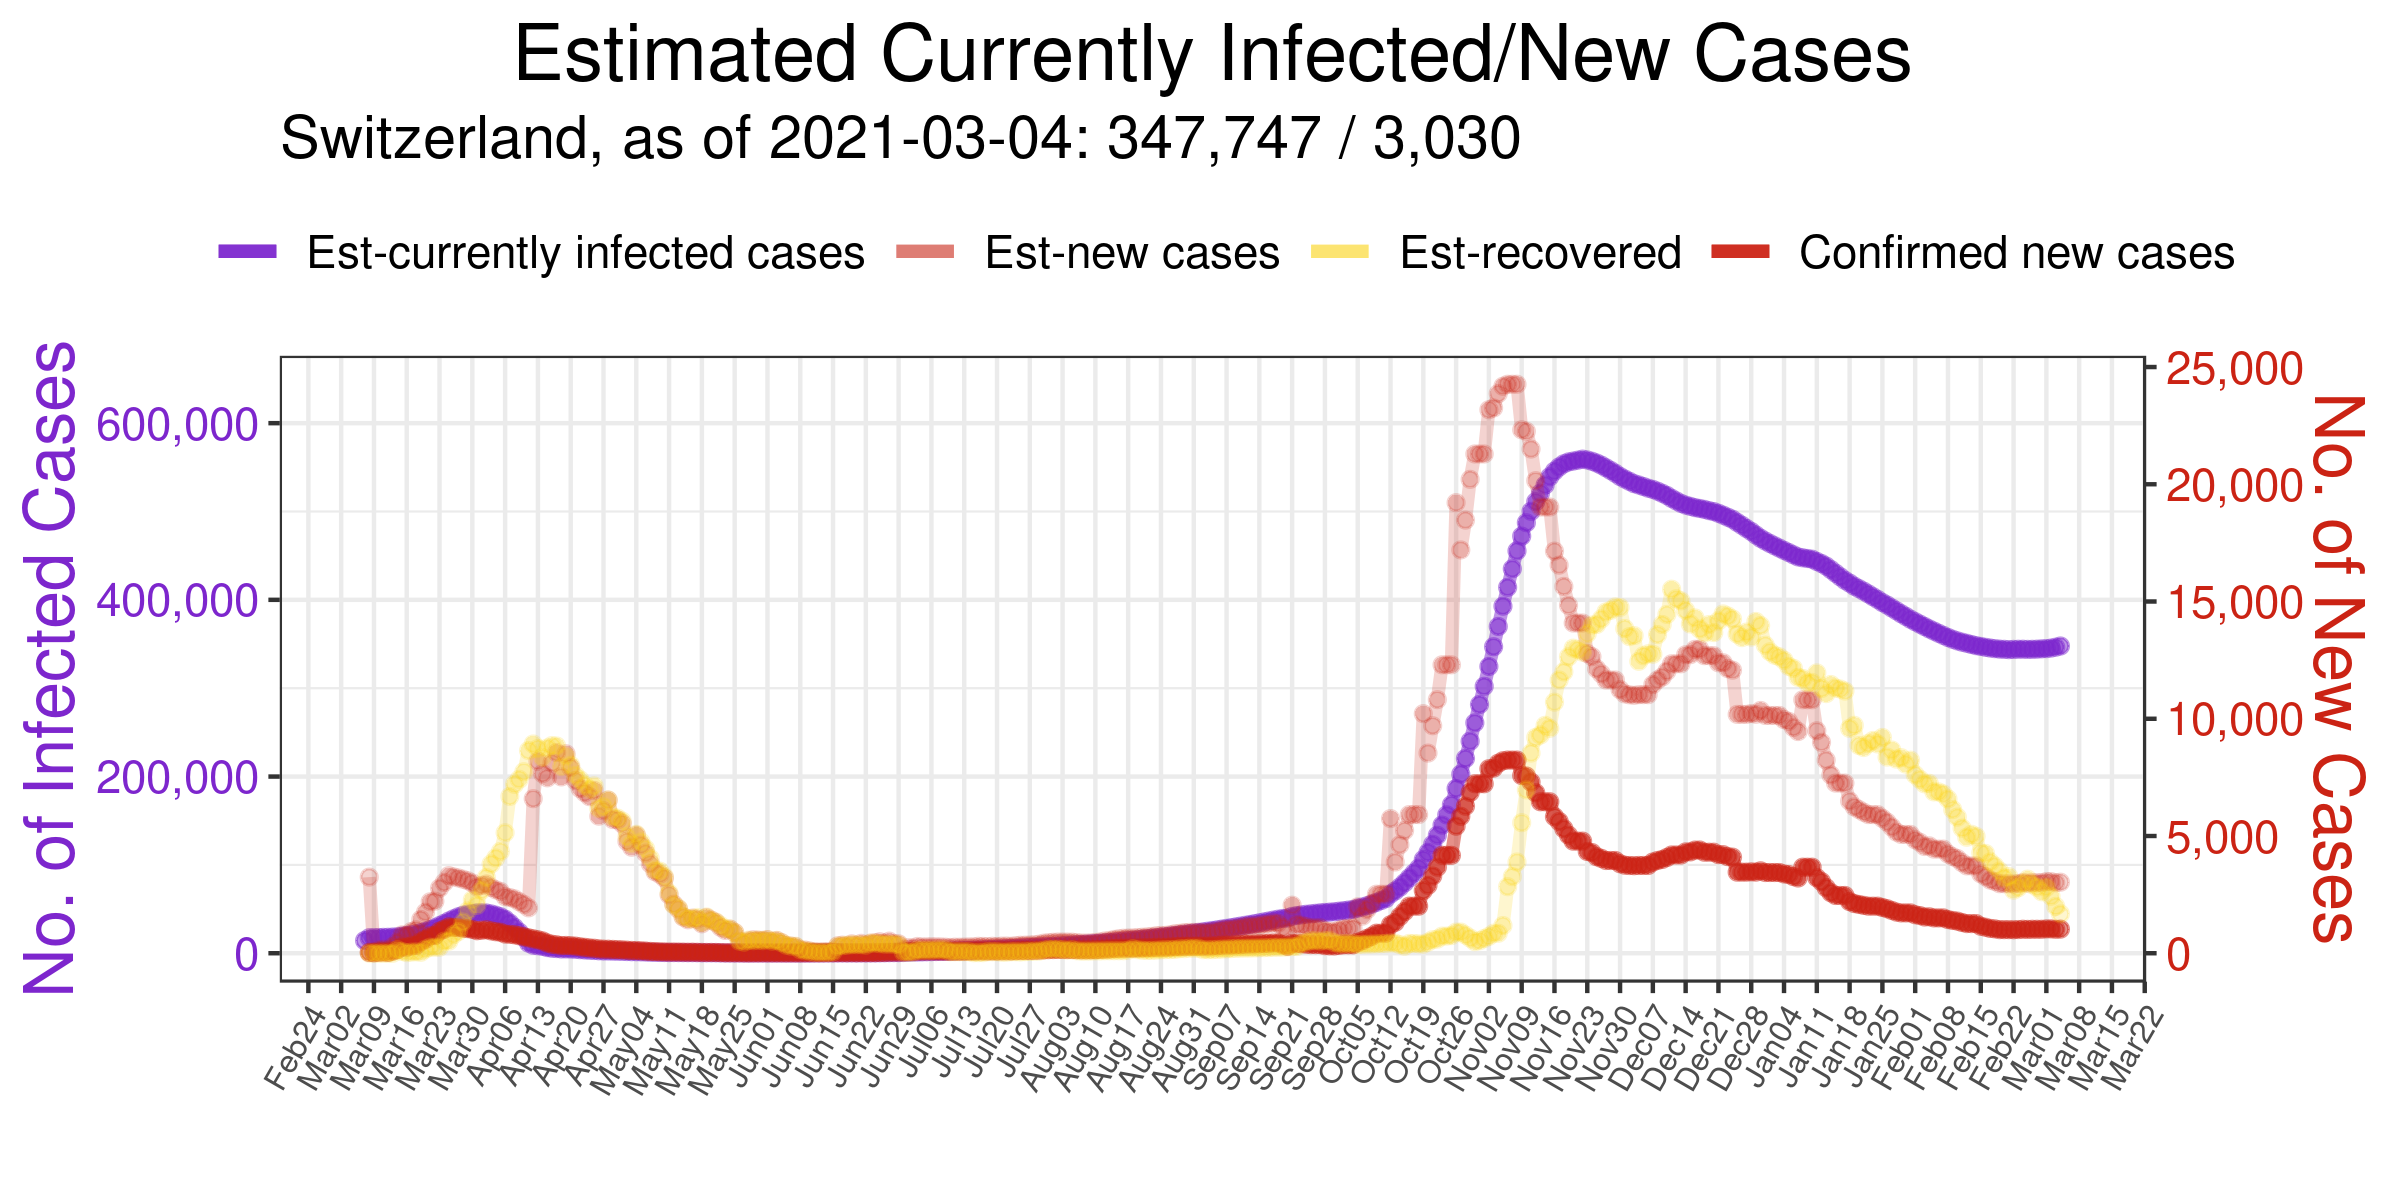 Estimated Currently Infected/New Cases
Switzerland, as of 2021-03-04: 347,747 / 3,030
Est-currently infected cases Est-new cases Est-recovered Confirmed new cases
No. of Infected Cases
600,000
400,000
200,000
0
25,000
20,000
15,000
10,000
5,000
0
No. of New Cases
Feb24 Mar02 Mar09 Mar16 Mar23 Mar30 Apr06 Apr13 Apr20 Apr27 May04 May11 May18 May25 Jun01 Jun08 Jun15 Jun22 Jun29 Jul06 Jul13 Jul20 Jul27 Aug03 Aug10 Aug17 Aug24 Aug31 Sep07 Sep14 Sep21 Sep28 Oct05 Oct12 Oct19 Oct26 Nov02 Nov09 Nov16 Nov23 Nov30 Dec07 Dec14 Dec21 Dec28 Jan04 Jan11 Jan18 Jan25 Feb01 Feb08 Feb15 Feb22 Mar01 Mar08 Mar15 Mar22